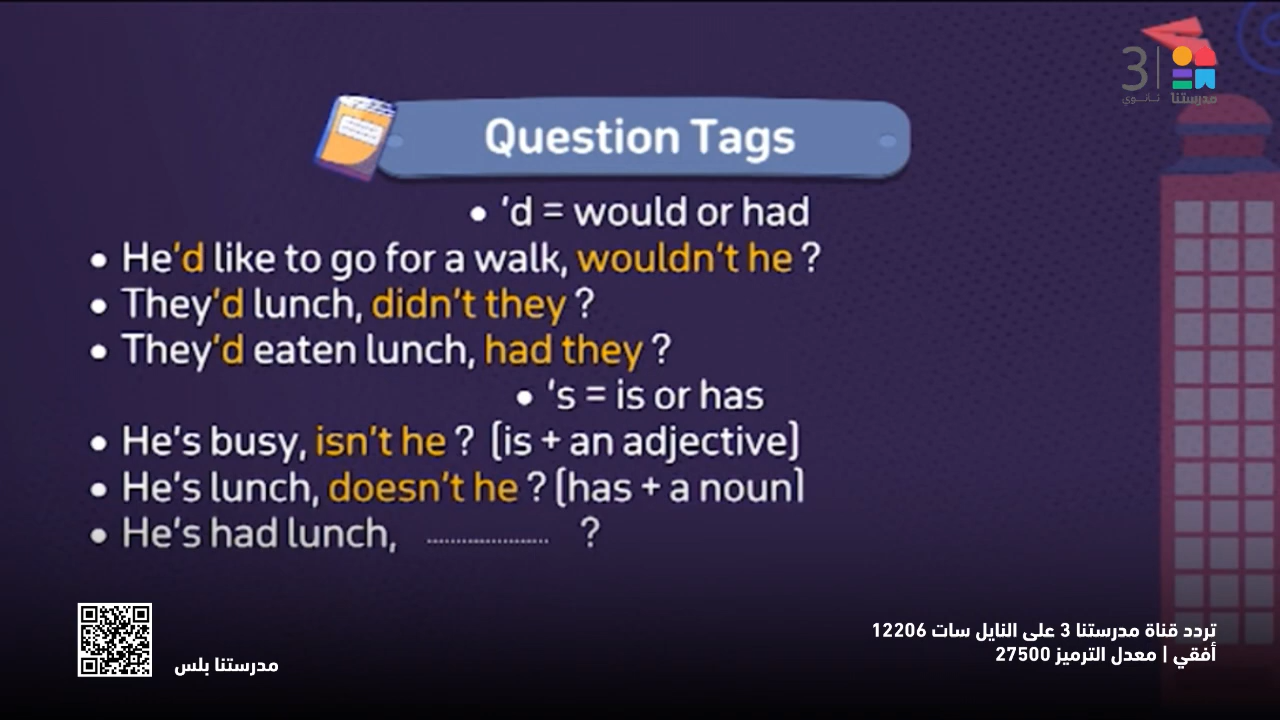 3 ثانوي مدرستنا
Question Tags
• 'd = would or had
• He'd like to go for a walk, wouldn't he ?
• They'd lunch, didn't they ?
• They'd eaten lunch, had they ?
• 's = is or has
• He's busy, isn't he ? (is + an adjective)
• He's lunch, doesn't he ? (has + a noun)
• He's had lunch, .................... ?
تردد قناة مدرستنا 3 على النايل سات 12206
أفقي | معدل الترميز 27500
مدرستنا بلس